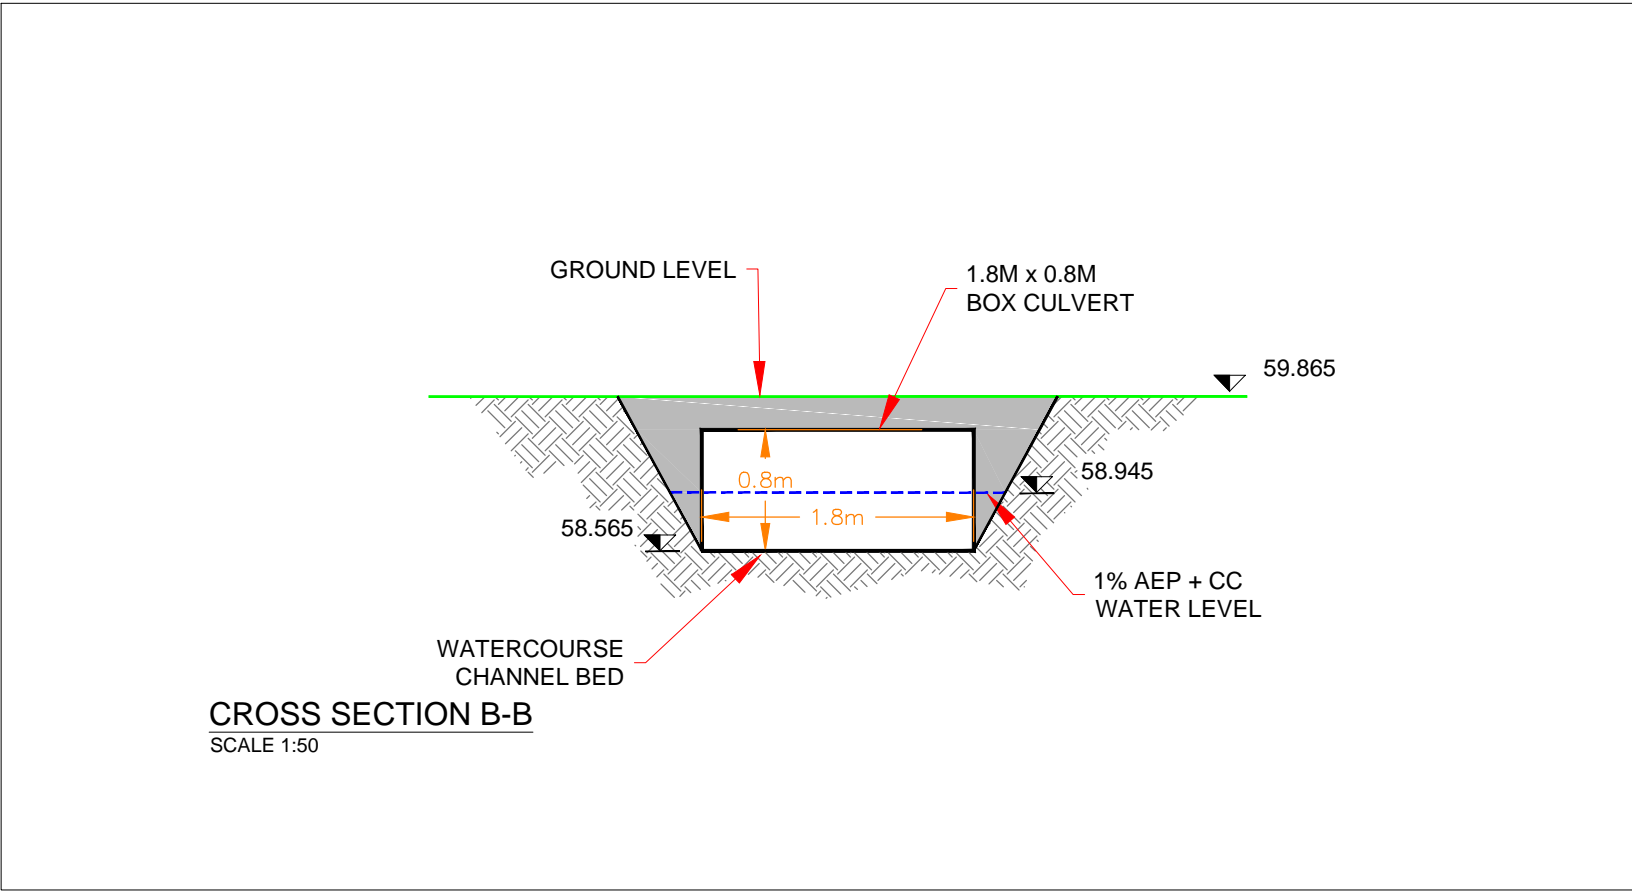 GROUND LEVEL
1.8M x 0.8M
BOX CULVERT
59.865
58.945
0.8m
1.8m
58.565
1% AEP + CC
WATER LEVEL
WATERCOURSE
CHANNEL BED
CROSS SECTION B-B
SCALE 1:50